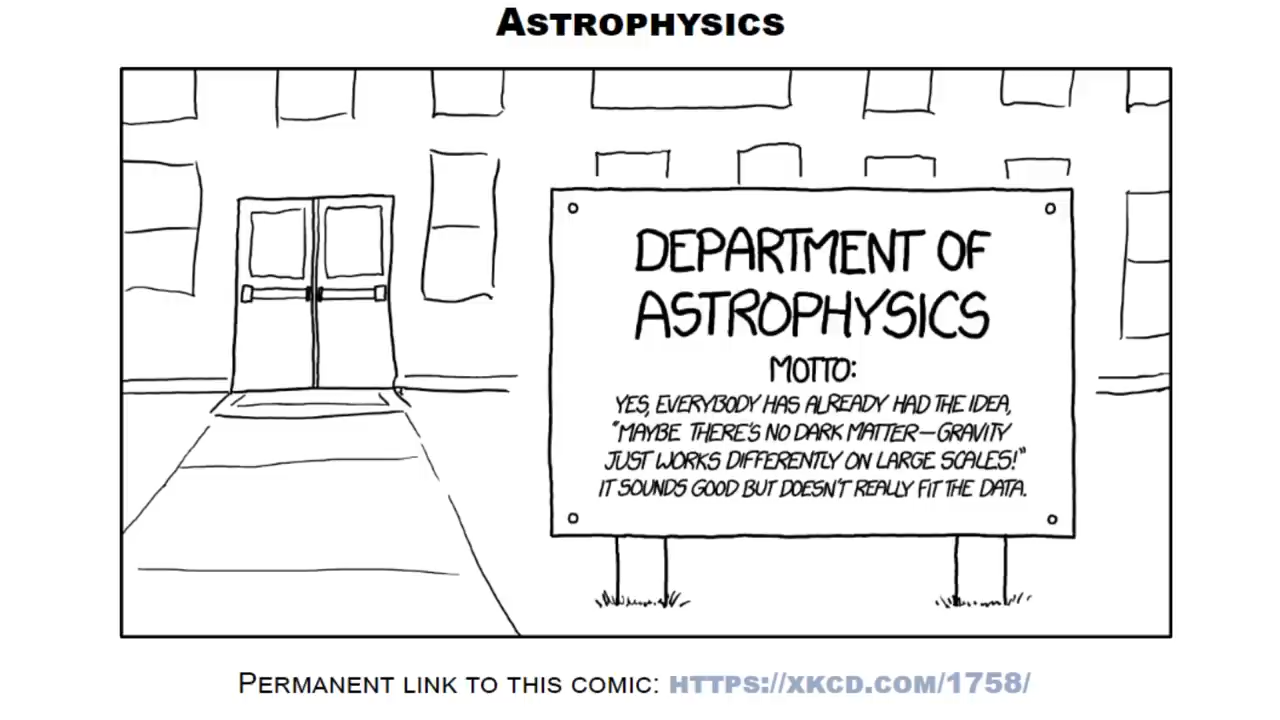 ASTROPHYSICS
DEPARTMENT OF
ASTROPHYSICS
MOTTO:
YES, EVERYBODY HAS ALREADY HAD THE IDEA,
"MAYBE THERE'S NO DARK MATTER—GRAVITY
JUST WORKS DIFFERENTLY ON LARGE SCALES!"
IT SOUNDS GOOD BUT DOESN'T REALLY FIT THE DATA.
PERMANENT LINK TO THIS COMIC: HTTPS://XKCD.COM/1758/